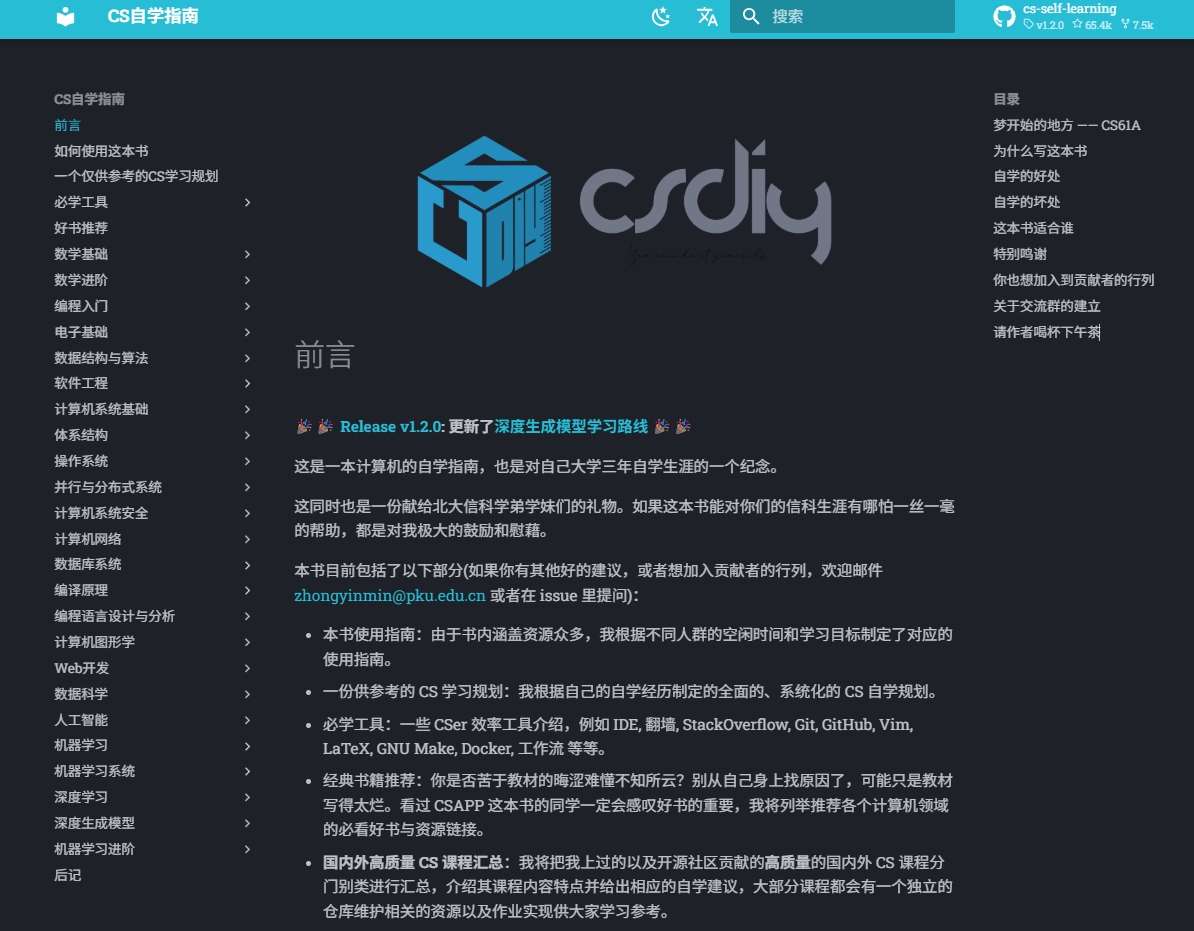 CS自学指南
搜索
cs-self-learning
v1.2.0 65.4k 7.5k
CS自学指南
前言
如何使用这本书
一个仅供参考的CS学习规划
必学工具
好书推荐
数学基础
数学进阶
编程入门
电子基础
数据结构与算法
软件工程
计算机系统基础
体系结构
操作系统
并行与分布式系统
计算机系统安全
计算机网络
数据库系统
编译原理
编程语言设计与分析
计算机图形学
Web开发
数据科学
人工智能
机器学习
机器学习系统
深度学习
深度生成模型
机器学习进阶
后记
csdiy
前言
Release v1.2.0: 更新了深度生成模型学习路线
这是一本计算机的自学指南，也是对自己大学三年自学生涯的一个纪念。
这同时也是一份献给北大信科学弟学妹们的礼物。如果这本书能对你们的信科生涯有哪怕一丝一毫
的帮助，都是对我极大的鼓励和慰藉。
本书目前包括了以下部分(如果你有其他好的建议，或者想加入贡献者的行列，欢迎邮件
zhongyinmin@pku.edu.cn 或者在 issue 里提问)：
本书使用指南：由于书内涵盖资源众多，我根据不同人群的空闲时间和学习目标制定了对应的
使用指南。
一份供参考的 CS 学习规划：我根据自己的自学经历制定的全面的、系统化的 CS 自学规划。
必学工具：一些 CSer 效率工具介绍，例如 IDE, 翻墙, StackOverflow, Git, GitHub, Vim,
LaTeX, GNU Make, Docker, 工作流 等等。
经典书籍推荐：你是否苦于教材的晦涩难懂不知所云？别从自己身上找原因了，可能只是教材
写得太烂。看过 CSAPP 这本书的同学一定会感叹好书的重要，我将列举推荐各个计算机领域
的必看好书与资源链接。
国内外高质量 CS 课程汇总：我将把我上过的以及开源社区贡献的高质量的国内外 CS 课程分
门别类进行汇总，介绍其课程内容特点并给出相应的自学建议，大部分课程都会有一个独立的
仓库维护相关的资源以及作业实现供大家学习参考。
目录
梦开始的地方 —— CS61A
为什么写这本书
自学的好处
自学的坏处
这本书适合谁
特别鸣谢
你也想加入到贡献者的行列
关于交流群的建立
请作者喝杯下午茶